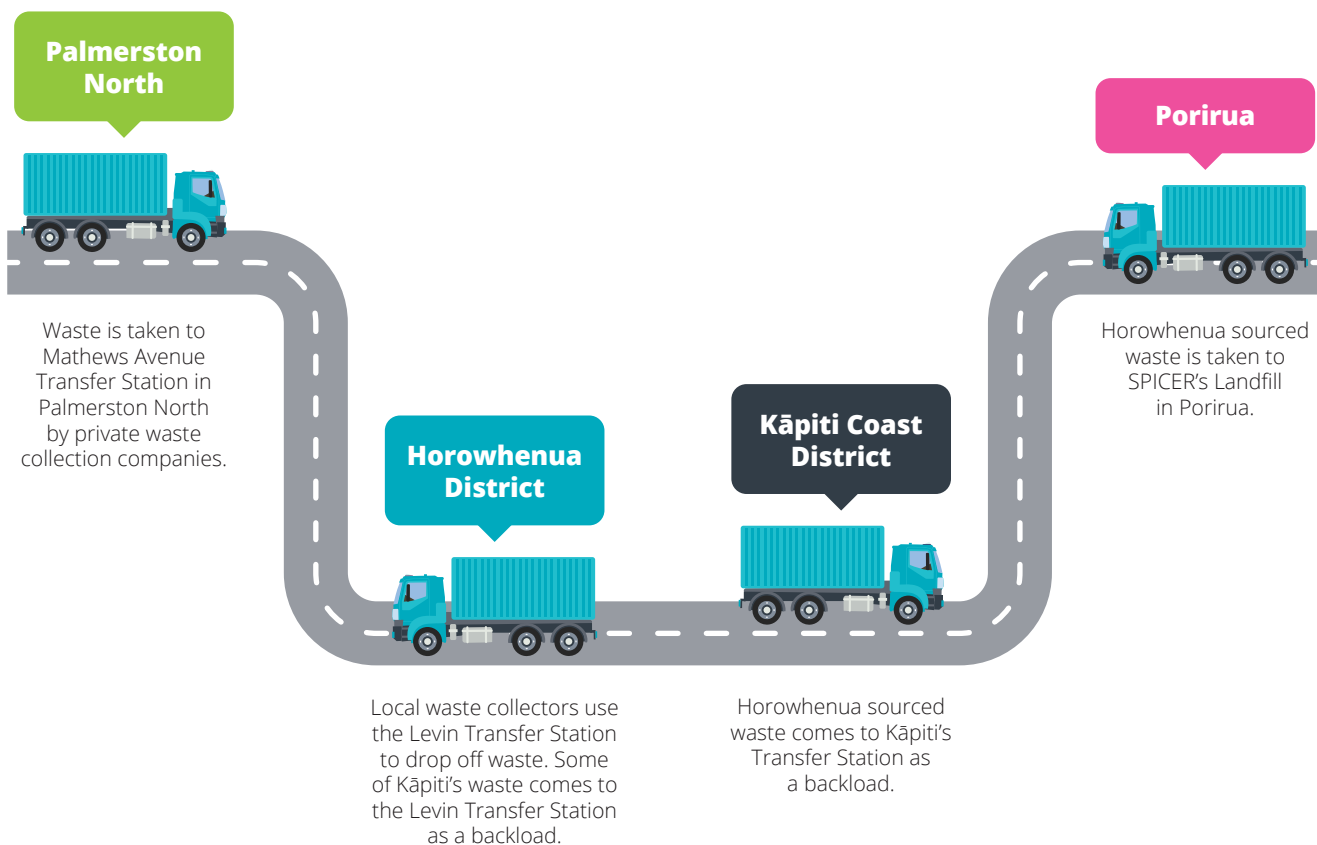 Palmerston
North
Waste is taken to
Mathews Avenue
Transfer Station in
Palmerston North
by private waste
collection companies.
Horowhenua
District
Local waste collectors use
the Levin Transfer Station
to drop off waste. Some
of Kāpiti's waste comes to
the Levin Transfer Station
as a backload.
Kāpiti Coast
District
Horowhenua sourced
waste comes to Kāpiti's
Transfer Station as
a backload.
Porirua
Horowhenua sourced
waste is taken to
SPICER's Landfill
in Porirua.